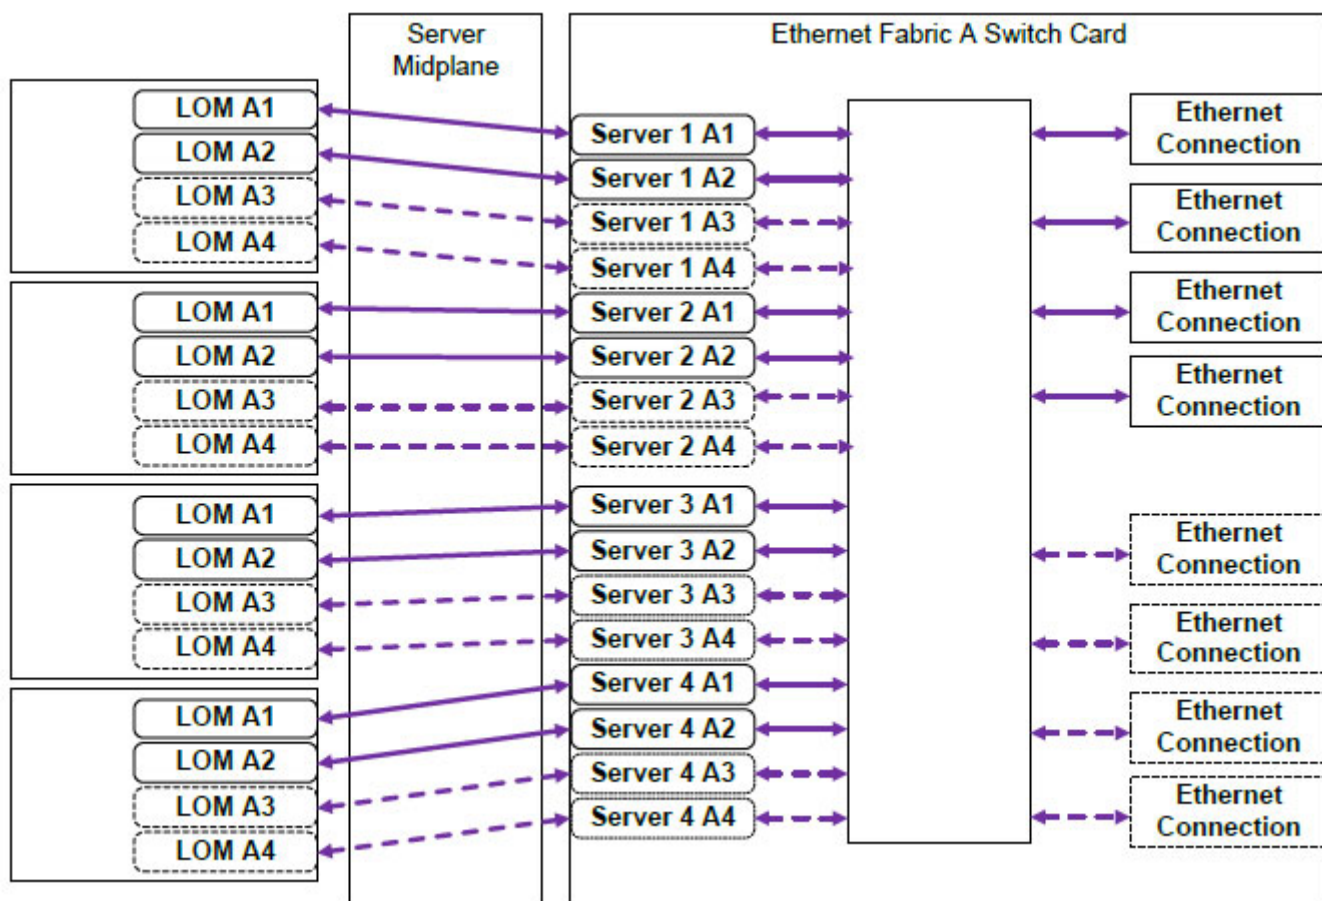 Server
Midplane
Ethernet Fabric A Switch Card
LOM A1
LOM A2
LOM A3
LOM A4
LOM A1
LOM A2
LOM A3
LOM A4
LOM A1
LOM A2
LOM A3
LOM A4
LOM A1
LOM A2
LOM A3
LOM A4
Server 1 A1
Server 1 A2
Server 1 A3
Server 1 A4
Server 2 A1
Server 2 A2
Server 2 A3
Server 2 A4
Server 3 A1
Server 3 A2
Server 3 A3
Server 3 A4
Server 4 A1
Server 4 A2
Server 4 A3
Server 4 A4
Ethernet
Connection
Ethernet
Connection
Ethernet
Connection
Ethernet
Connection
Ethernet
Connection
Ethernet
Connection
Ethernet
Connection
Ethernet
Connection